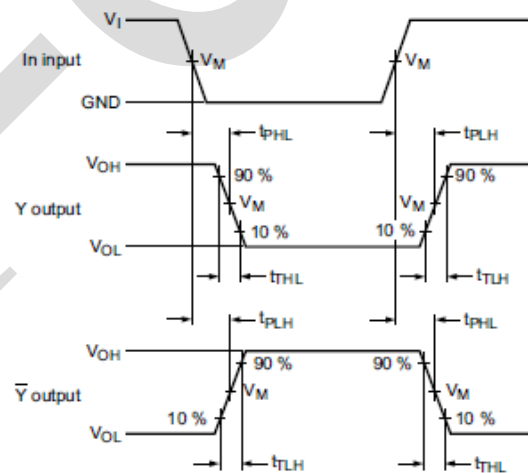 VI
In input
VM
VM
GND
tPHL
tPLH
VOH
90 %
90 %
Y output
VM
VM
10 %
10 %
VOL
tTHL
tTLH
tPLH
tPHL
VOH
90 %
90 %
Y̅ output
VM
VM
10 %
10 %
VOL
tTLH
tTHL